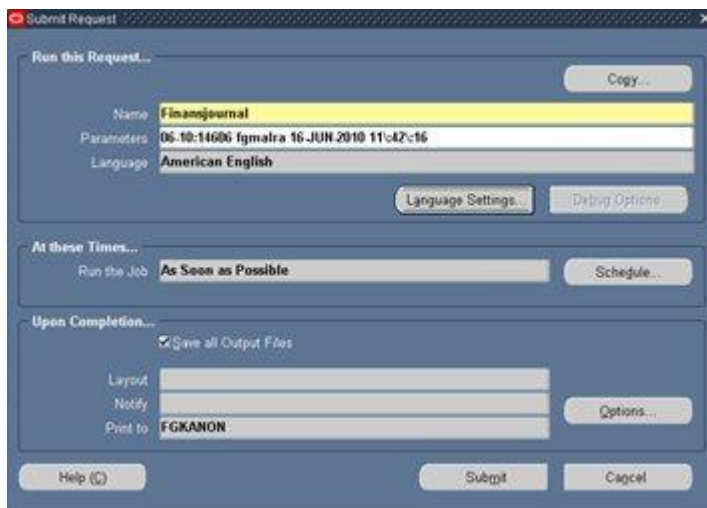 Submit Request
Run this Request...
Copy...
Name Finansjournal
Parameters 06-10:14606 fgmalra 16-JUN-2010 11\:42\:16
Language American English
Language Settings... Debug Options
At these Times...
Run the Job As Soon as Possible Schedule...
Upon Completion...
Save all Output Files
Layout
Notify
Options...
Print to FGKANON
Help (C) Submit Cancel